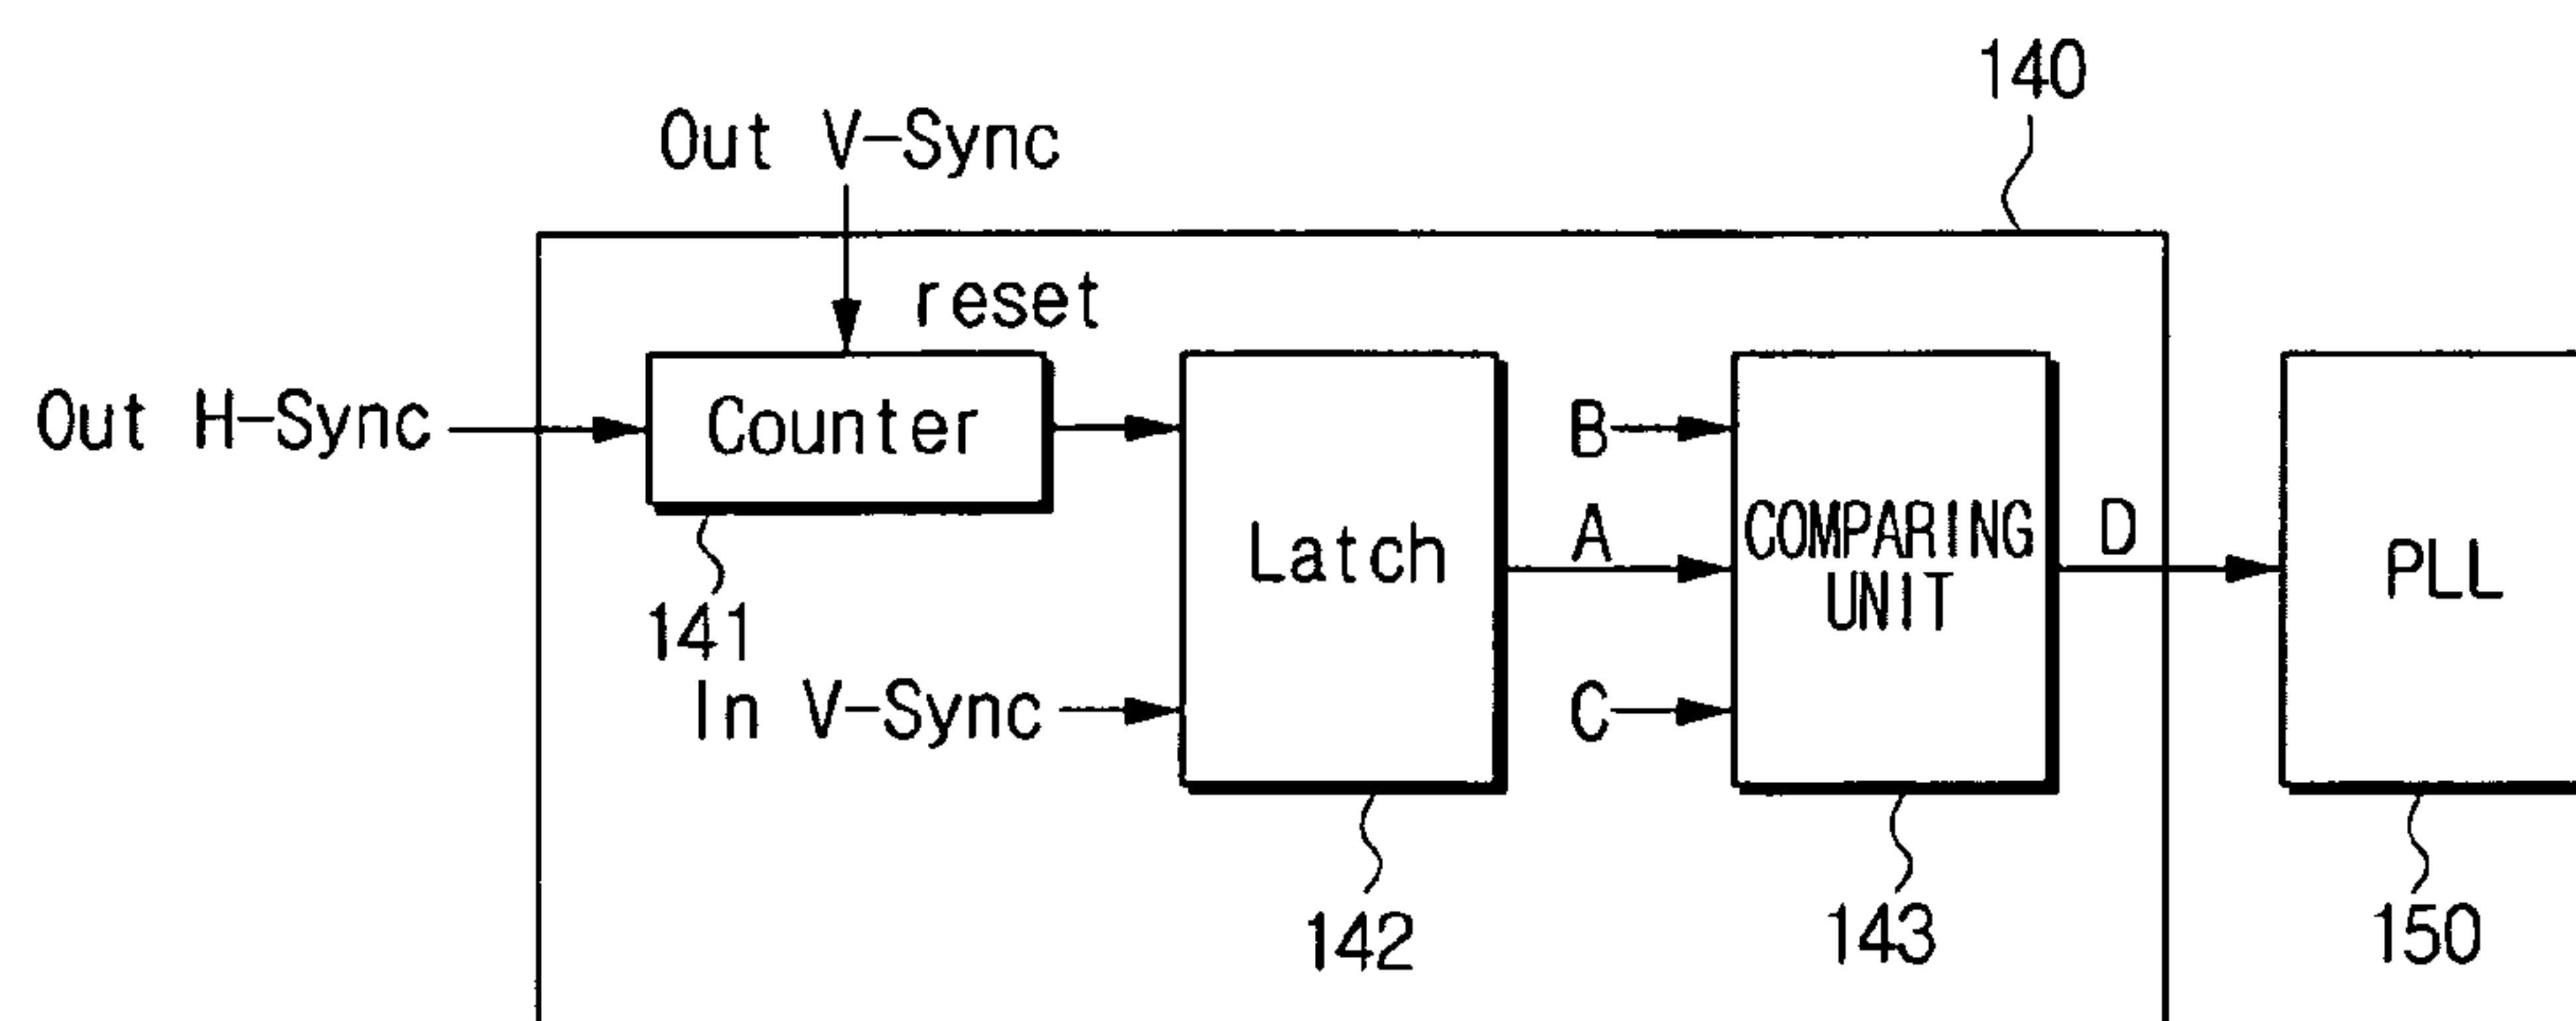 140
Out V-Sync
reset
Out H-Sync
Counter
B
Latch
A
COMPARING
UNIT
D
PLL
141
In V-Sync
C
142
143
150